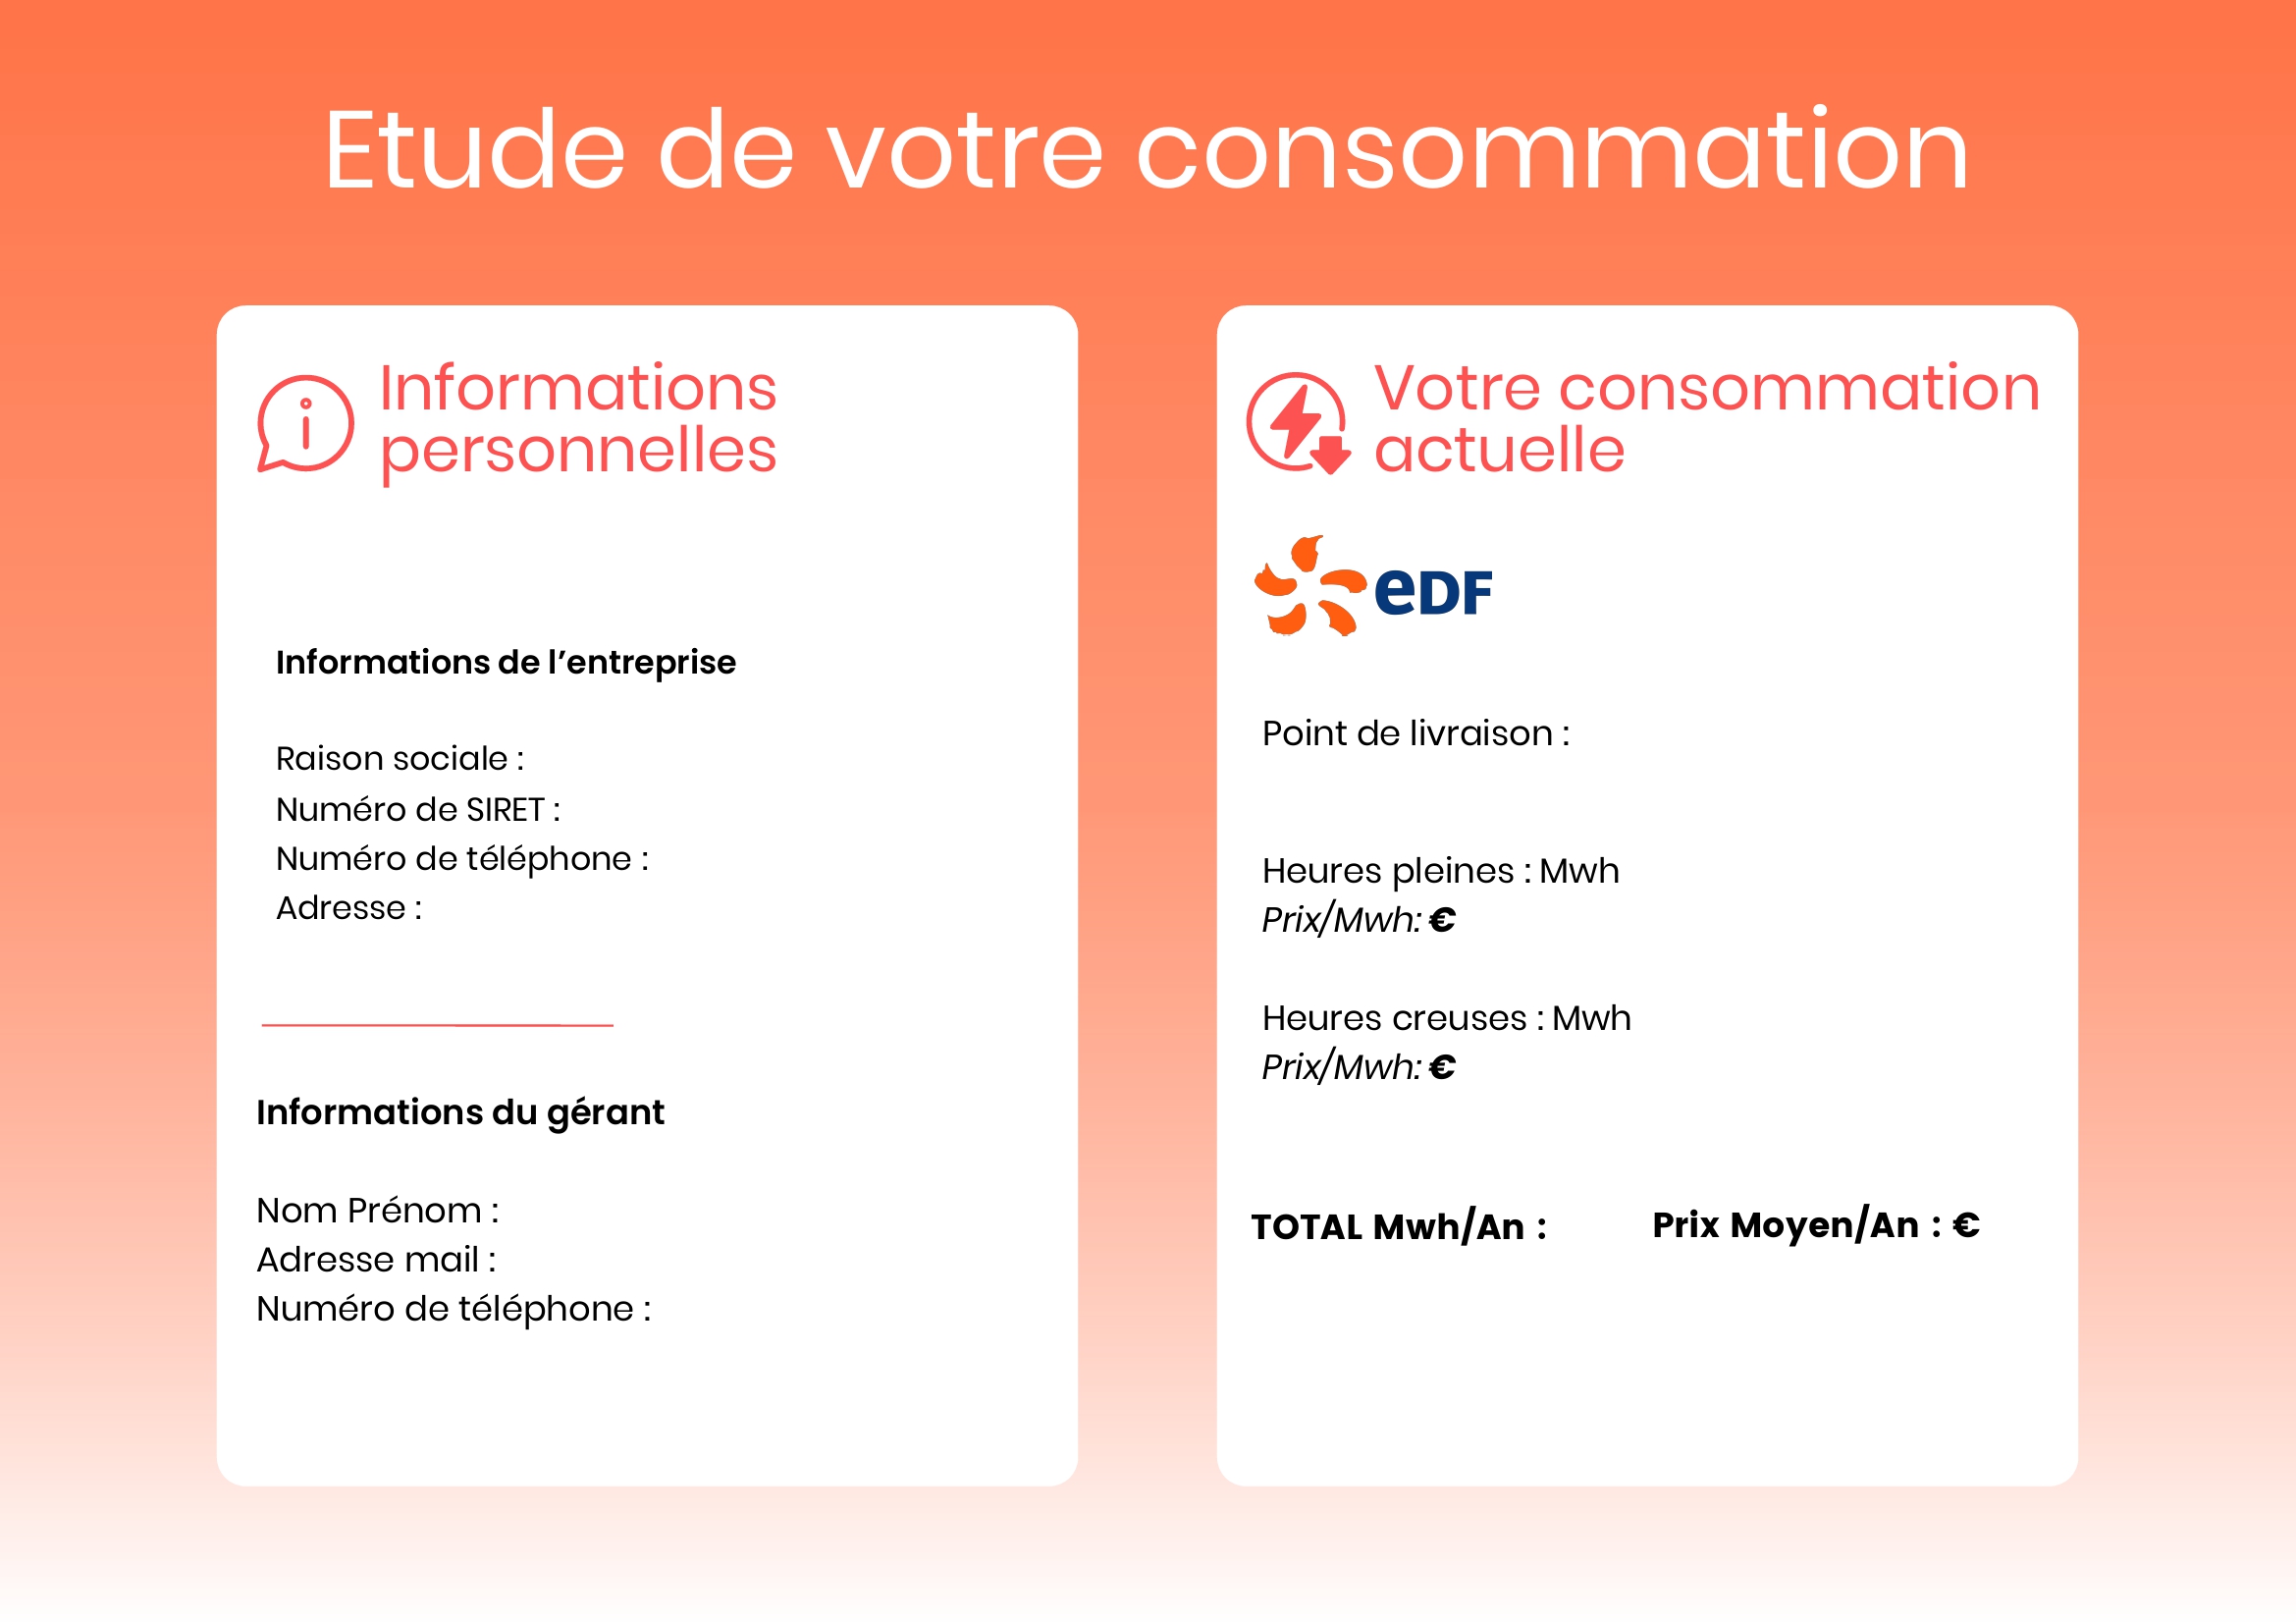 Etude de votre consommation
Informations
personnelles
Informations de l’entreprise
Raison sociale :
Numéro de SIRET :
Numéro de téléphone :
Adresse :
Informations du gérant
Nom Prénom :
Adresse mail :
Numéro de téléphone :
Votre consommation
actuelle
eDF
Point de livraison :
Heures pleines : Mwh
Prix/Mwh: €
Heures creuses : Mwh
Prix/Mwh: €
TOTAL Mwh/An :
Prix Moyen/An : €